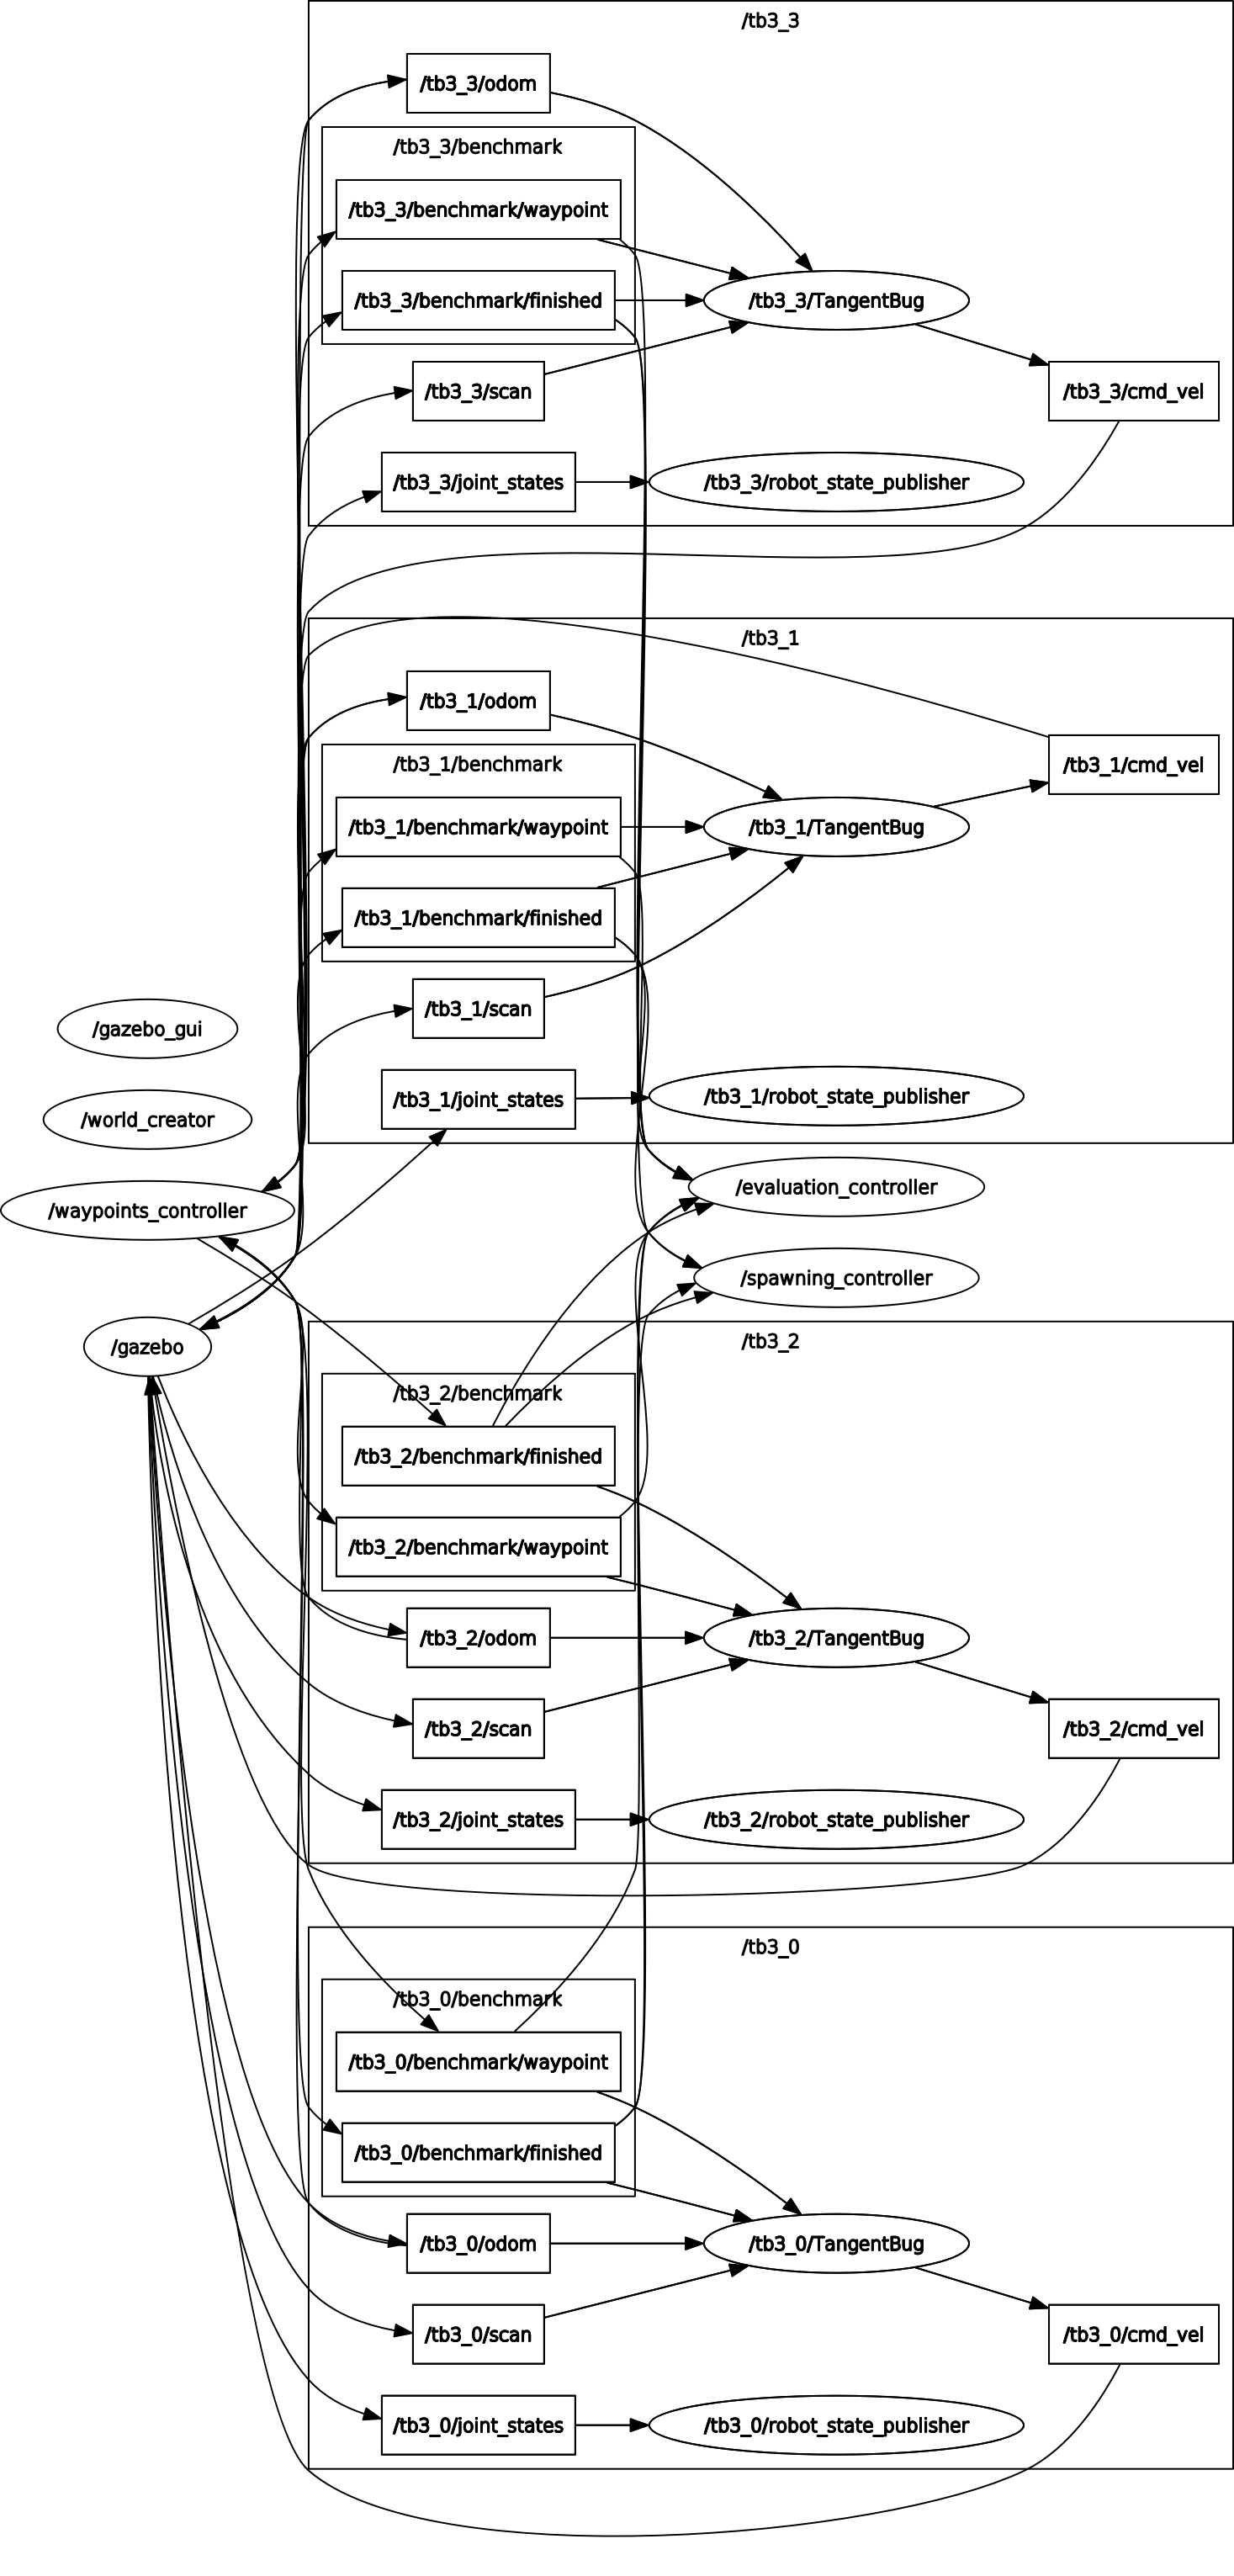 /tb3_3
/tb3_3/odom
/tb3_3/benchmark
/tb3_3/benchmark/waypoint
/tb3_3/benchmark/finished
/tb3_3/TangentBug
/tb3_3/scan
/tb3_3/cmd_vel
/tb3_3/joint_states
/tb3_3/robot_state_publisher
/tb3_1
/tb3_1/odom
/tb3_1/benchmark
/tb3_1/cmd_vel
/tb3_1/benchmark/waypoint
/tb3_1/TangentBug
/tb3_1/benchmark/finished
/tb3_1/scan
/gazebo_gui
/tb3_1/joint_states
/tb3_1/robot_state_publisher
/world_creator
/evaluation_controller
/waypoints_controller
/spawning_controller
/gazebo
/tb3_2
/tb3_2/benchmark
/tb3_2/benchmark/finished
/tb3_2/benchmark/waypoint
/tb3_2/odom
/tb3_2/TangentBug
/tb3_2/scan
/tb3_2/cmd_vel
/tb3_2/joint_states
/tb3_2/robot_state_publisher
/tb3_0
/tb3_0/benchmark
/tb3_0/benchmark/waypoint
/tb3_0/benchmark/finished
/tb3_0/odom
/tb3_0/TangentBug
/tb3_0/scan
/tb3_0/cmd_vel
/tb3_0/joint_states
/tb3_0/robot_state_publisher